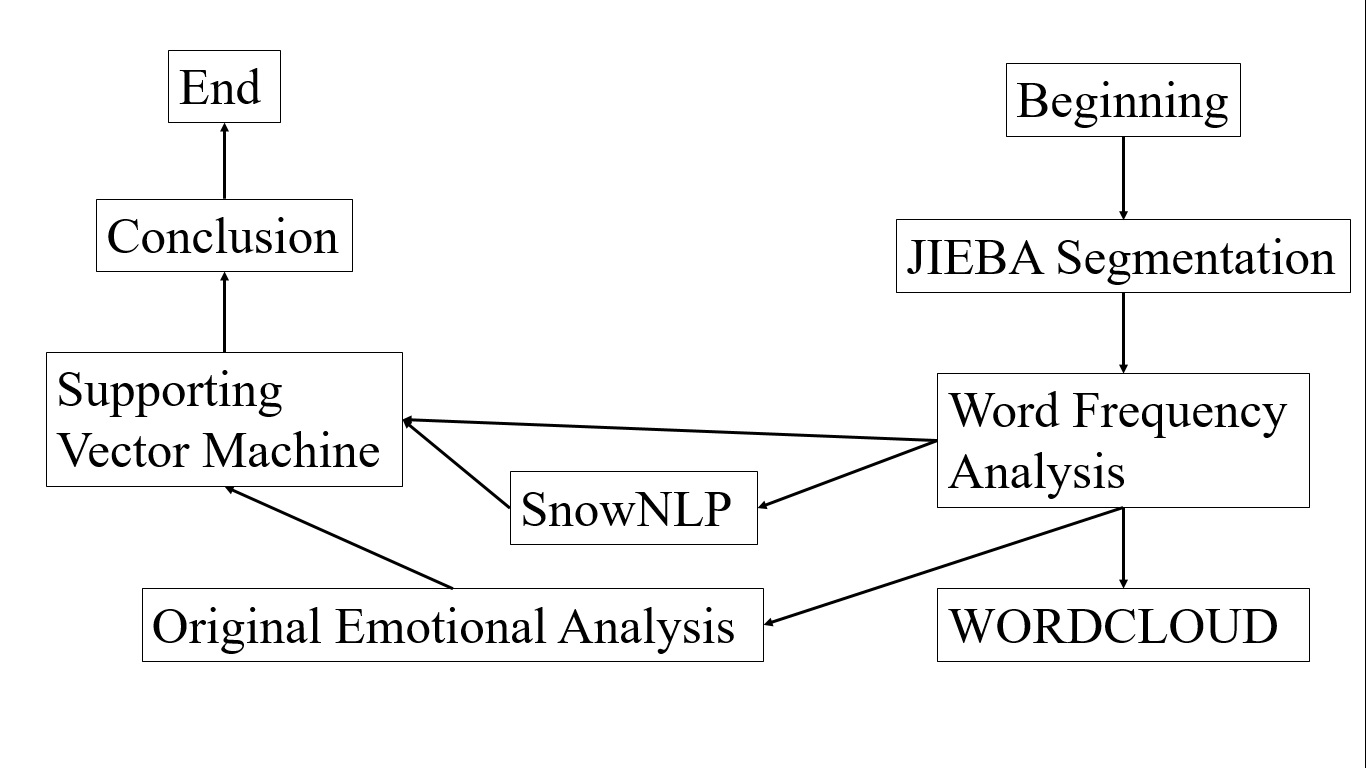 End
Beginning
Conclusion
JIEBA Segmentation
Supporting
Vector Machine
Word Frequency
Analysis
SnowNLP
Original Emotional Analysis
WORDCLOUD